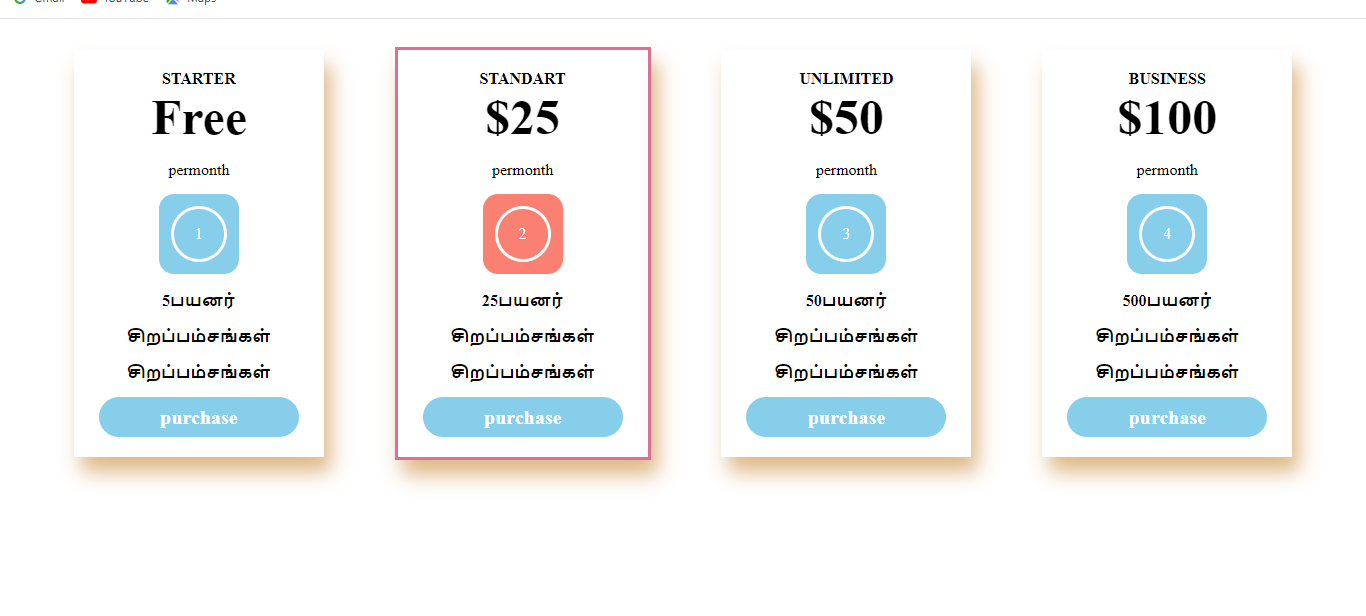 Gmail YouTube Maps
STARTER
Free
permonth
1
5பயனர்
சிறப்பம்சங்கள்
சிறப்பம்சங்கள்
purchase
STANDART
$25
permonth
2
25பயனர்
சிறப்பம்சங்கள்
சிறப்பம்சங்கள்
purchase
UNLIMITED
$50
permonth
3
50பயனர்
சிறப்பம்சங்கள்
சிறப்பம்சங்கள்
purchase
BUSINESS
$100
permonth
4
500பயனர்
சிறப்பம்சங்கள்
சிறப்பம்சங்கள்
purchase